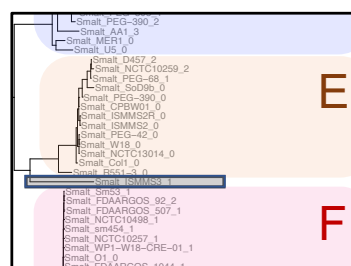 Smalt_PEG-390_2
Smalt_AA1_3
Smalt_MER1_0
Smalt_U5_0
Smalt_D457_2
Smalt_NCTC10259_2
Smalt_PEG-68_1
Smalt_SoD9b_0
Smalt_PEG-390_0
Smalt_CPBW01_0
Smalt_ISMMS2R_0
Smalt_ISMMS2_0
Smalt_PEG-42_0
Smalt_W18_0
Smalt_NCTC13014_0
Smalt_Col1_0
Smalt_R551-3_0
Smalt_ISMMS3_1
Smalt_Sm53_1
Smalt_FDAARGOS_92_2
Smalt_FDAARGOS_507_1
Smalt_NCTC10498_1
Smalt_sm454_1
Smalt_NCTC10257_1
Smalt_WP1-W18-CRE-01_1
Smalt_O1_0
E
F